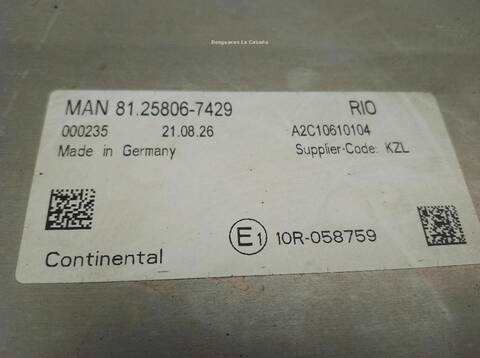 Desguaces La Cabaña
MAN 81.25806-7429 RIO
000235 21.08.26 A2C10610104
Made in Germany Supplier-Code: KZL
E1 10R-058759
Continental